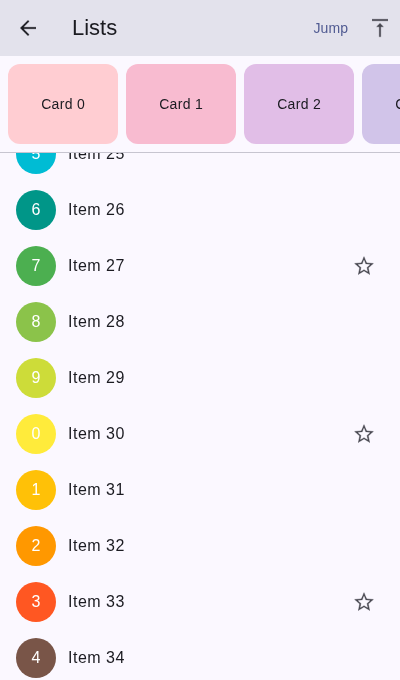 Lists
Jump
Card 0
Card 1
Card 2
5 Item 25
6 Item 26
7 Item 27
8 Item 28
9 Item 29
0 Item 30
1 Item 31
2 Item 32
3 Item 33
4 Item 34